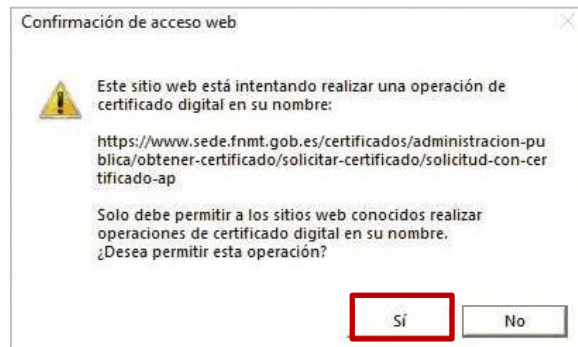 Confirmación de acceso web
Este sitio web está intentando realizar una operación de
certificado digital en su nombre:
https://www.sede.fnmt.gob.es/certificados/administracion-pu
blica/obtener-certificado/solicitar-certificado/solicitud-con-cer
tificado-ap
Solo debe permitir a los sitios web conocidos realizar
operaciones de certificado digital en su nombre.
¿Desea permitir esta operación?
Sí No